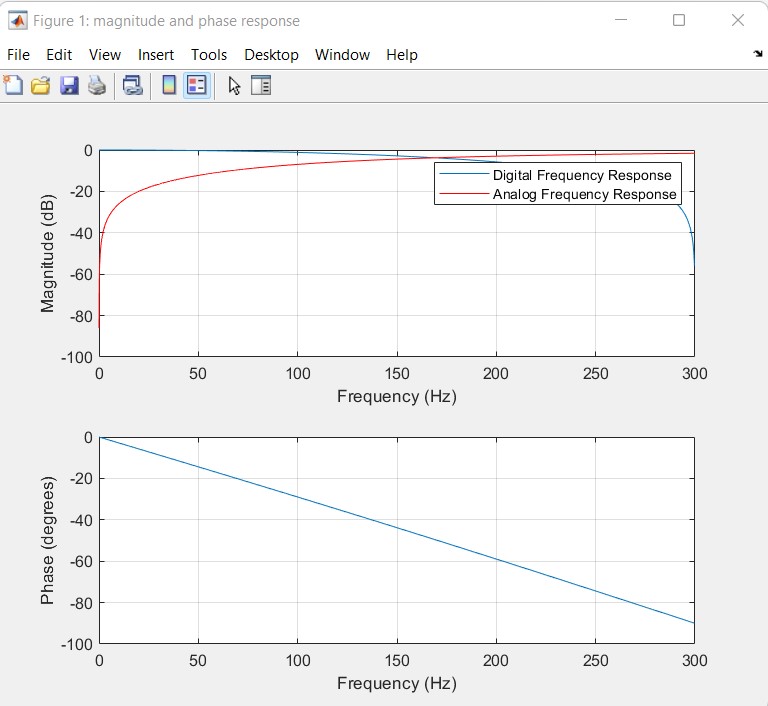 Figure 1: magnitude and phase response
File Edit View Insert Tools Desktop Window Help
0
-20
-40
-60
-80
-100
Magnitude (dB)
Digital Frequency Response
Analog Frequency Response
0 50 100 150 200 250 300
Frequency (Hz)
0
-20
-40
-60
-80
-100
Phase (degrees)
0 50 100 150 200 250 300
Frequency (Hz)